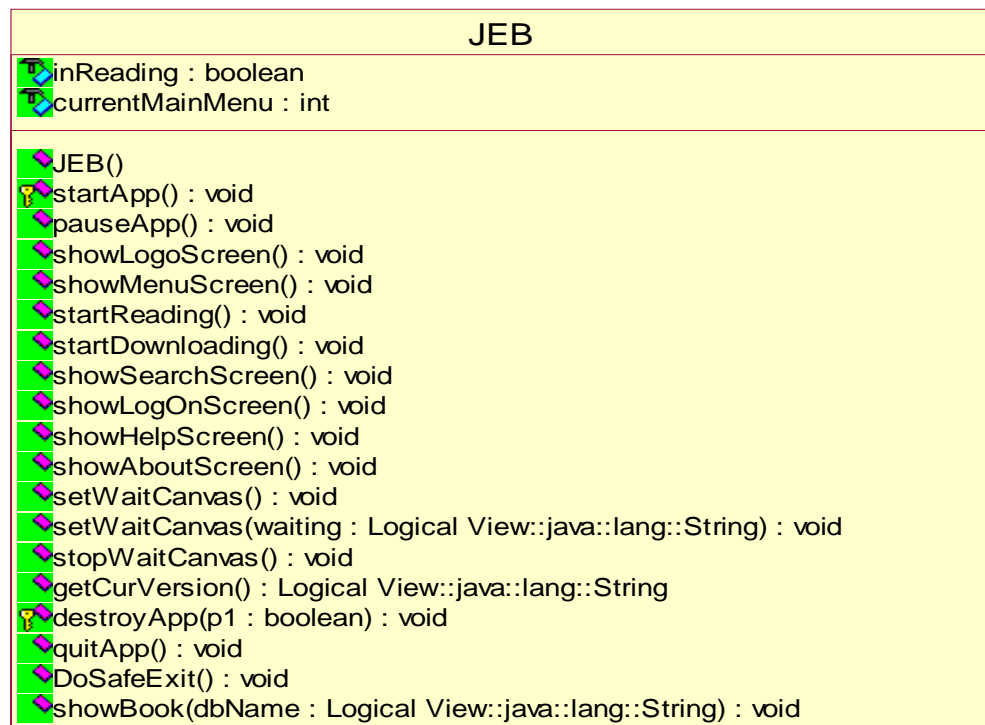 JEB
inReading : boolean
currentMainMenu : int
JEB()
startApp() : void
pauseApp() : void
showLogoScreen() : void
showMenuScreen() : void
startReading() : void
startDownloading() : void
showSearchScreen() : void
showLogOnScreen() : void
showHelpScreen() : void
showAboutScreen() : void
setWaitCanvas() : void
setWaitCanvas(waiting : Logical View::java::lang::String) : void
stopWaitCanvas() : void
getCurVersion() : Logical View::java::lang::String
destroyApp(p1 : boolean) : void
quitApp() : void
DoSafeExit() : void
showBook(dbName : Logical View::java::lang::String) : void